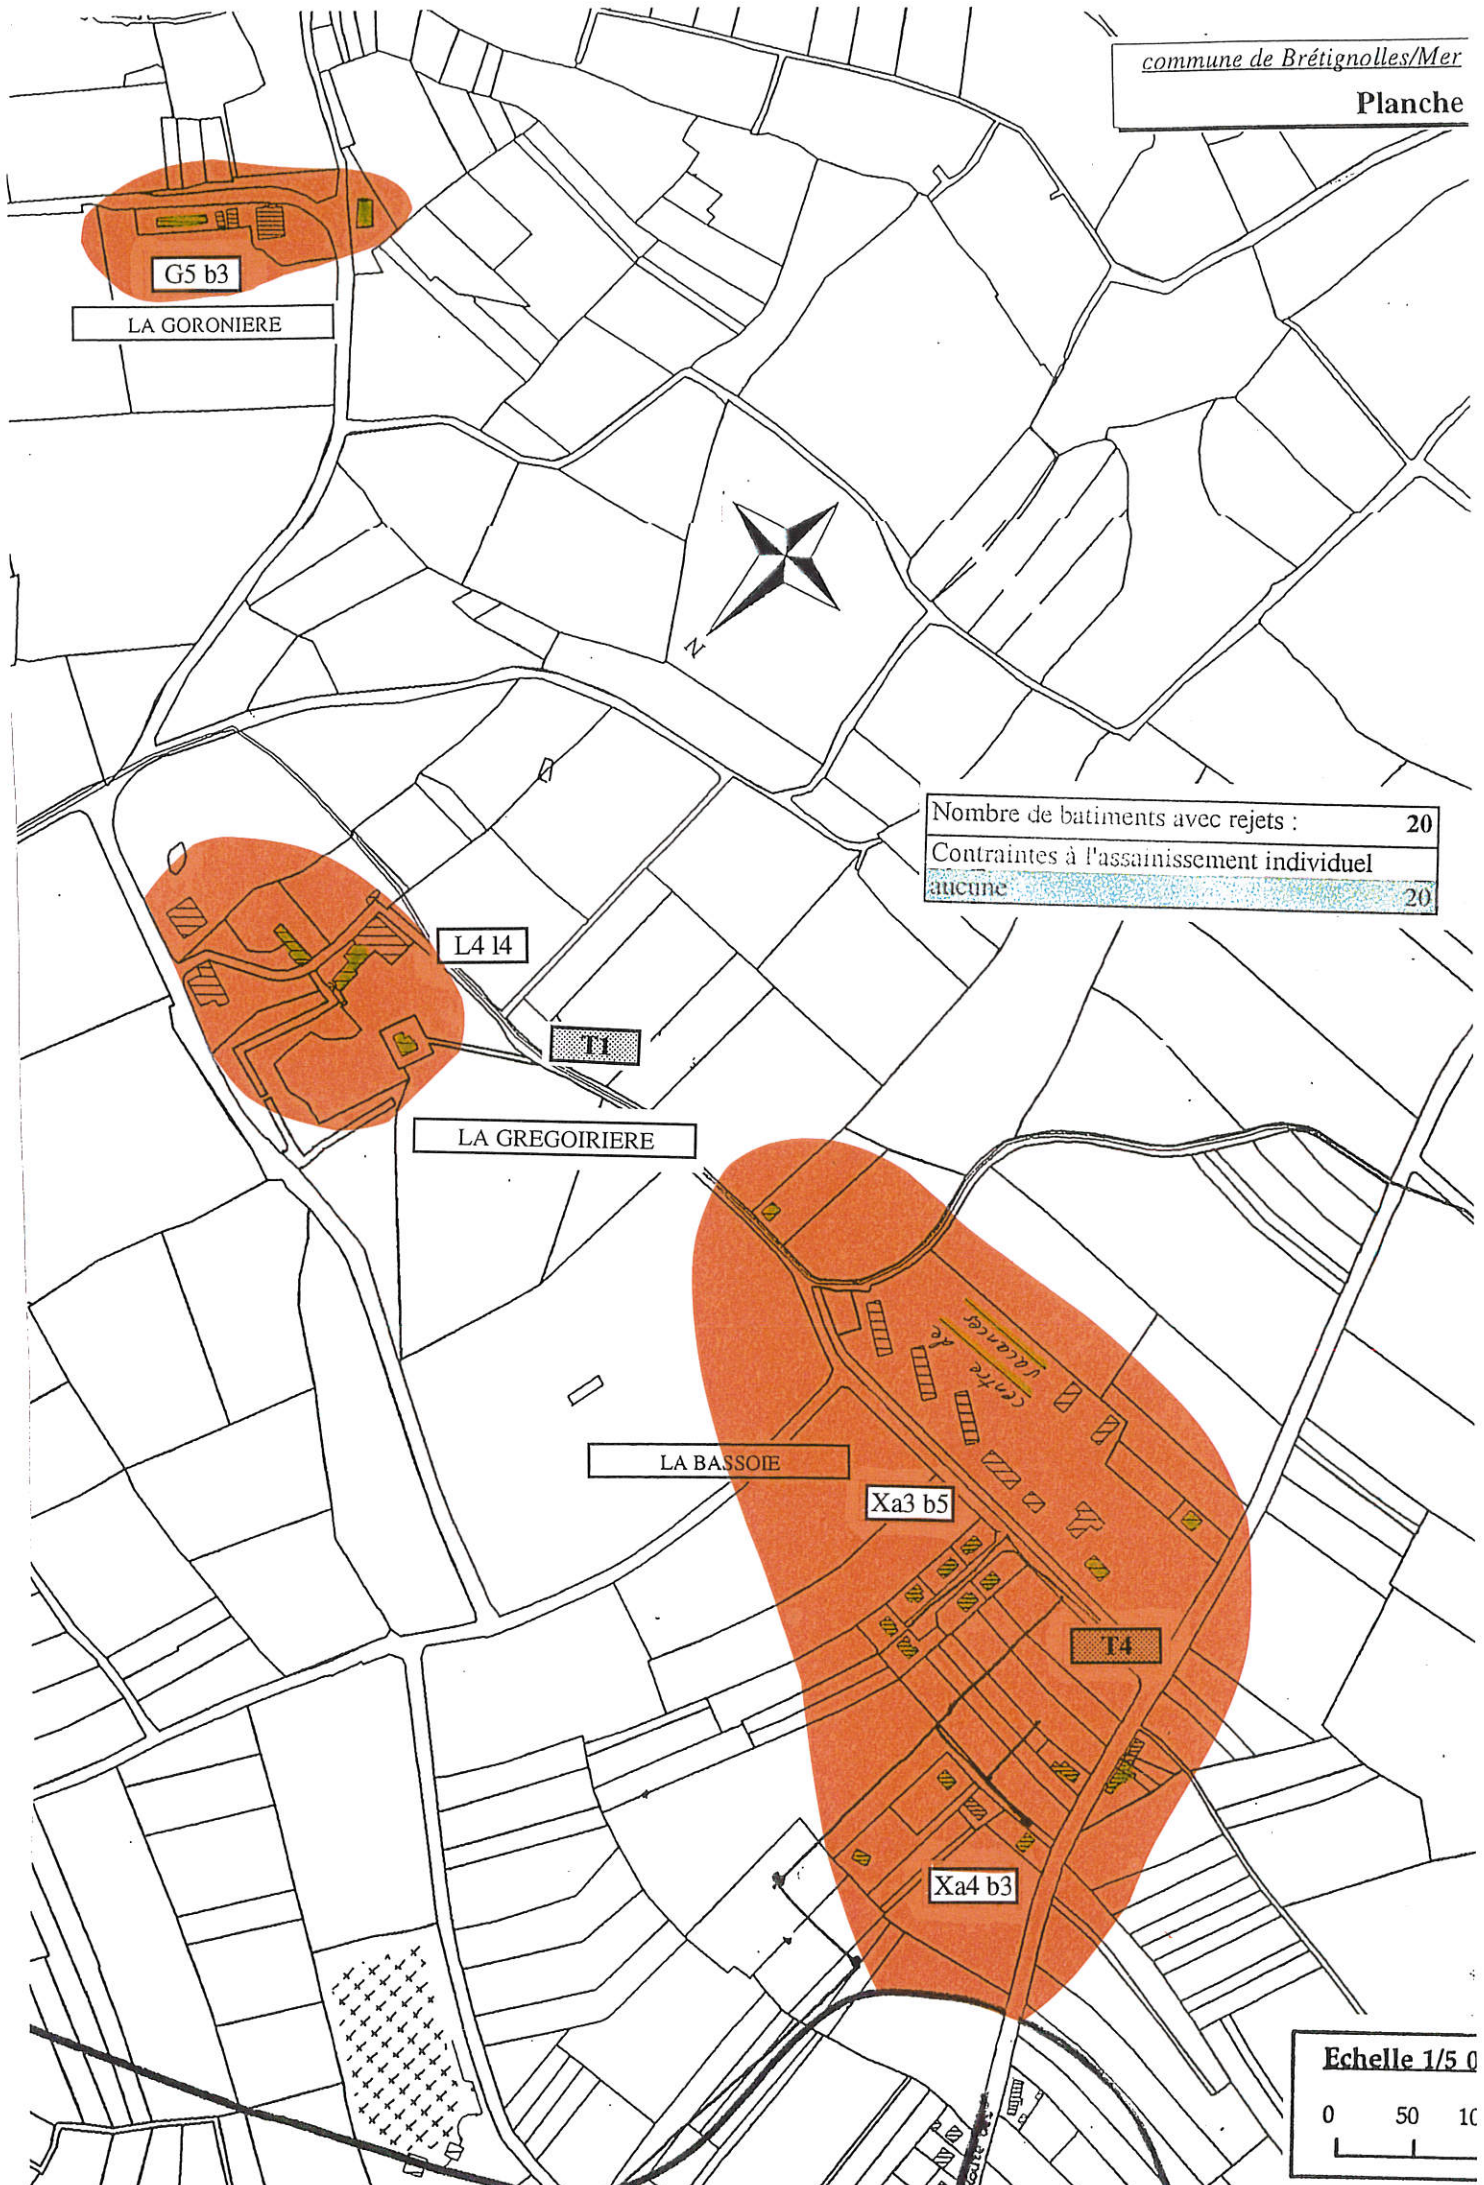 commune de Brétignolles/Mer
Planche
G5 b3
LA GORONIERE
N
Nombre de batiments avec rejets : 20
Contraintes à l'assainissement individuel
aucune 20
L4 l4
T1
LA GREGOIRIERE
centre de
vacances
LA BASSOIE
Xa3 b5
T4
Xa4 b3
Echelle 1/5 0
0 50 10